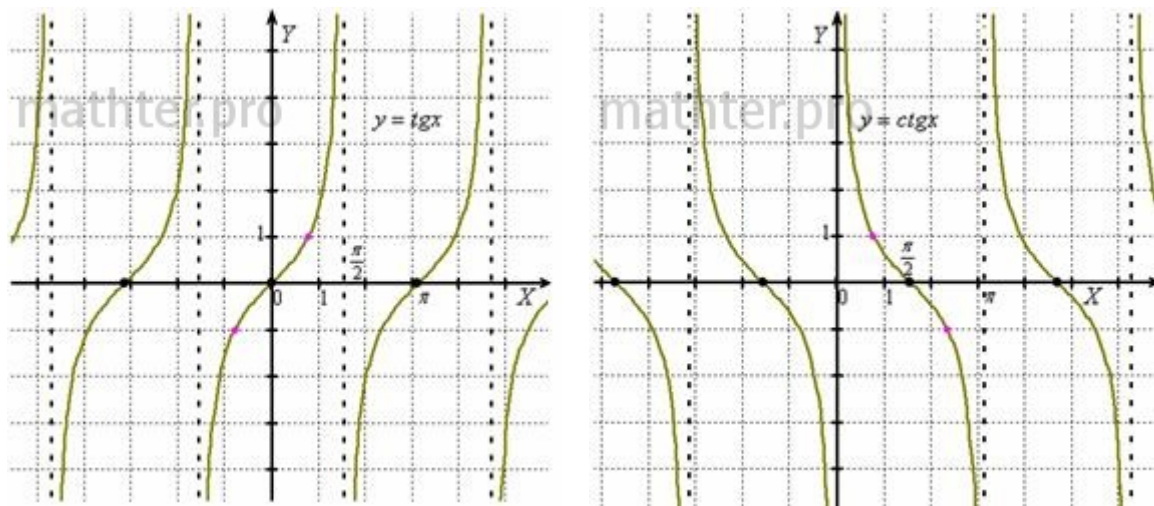 Y
mathter.pro
y = tgx
1
π/2
0
1
π
X
Y
mathter.pro
y = ctgx
1
π/2
0
1
π
X